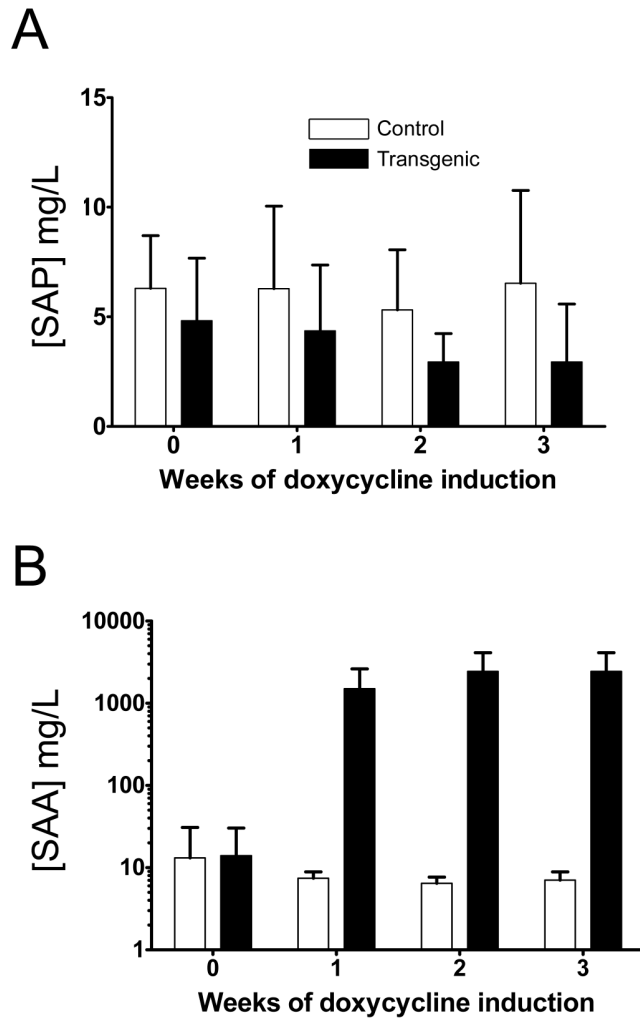 A
15
10
5
0
[SAP] mg/L
Control
Transgenic
0 1 2 3
Weeks of doxycycline induction
B
10000
1000
100
10
1
[SAA] mg/L
0 1 2 3
Weeks of doxycycline induction